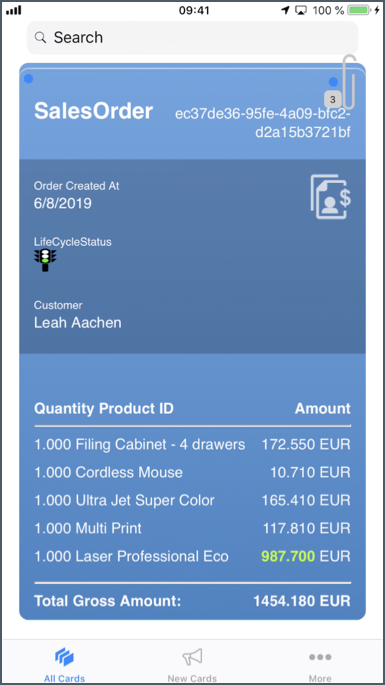 09:41
100 %
Search
3
SalesOrder
ec37de36-95fe-4a09-bfc2-
d2a15b3721bf
Order Created At
6/8/2019
$
LifeCycleStatus
Customer
Leah Aachen
Quantity Product ID Amount
1.000 Filing Cabinet - 4 drawers 172.550 EUR
1.000 Cordless Mouse 10.710 EUR
1.000 Ultra Jet Super Color 165.410 EUR
1.000 Multi Print 117.810 EUR
1.000 Laser Professional Eco 987.700 EUR
Total Gross Amount: 1454.180 EUR
All Cards New Cards More